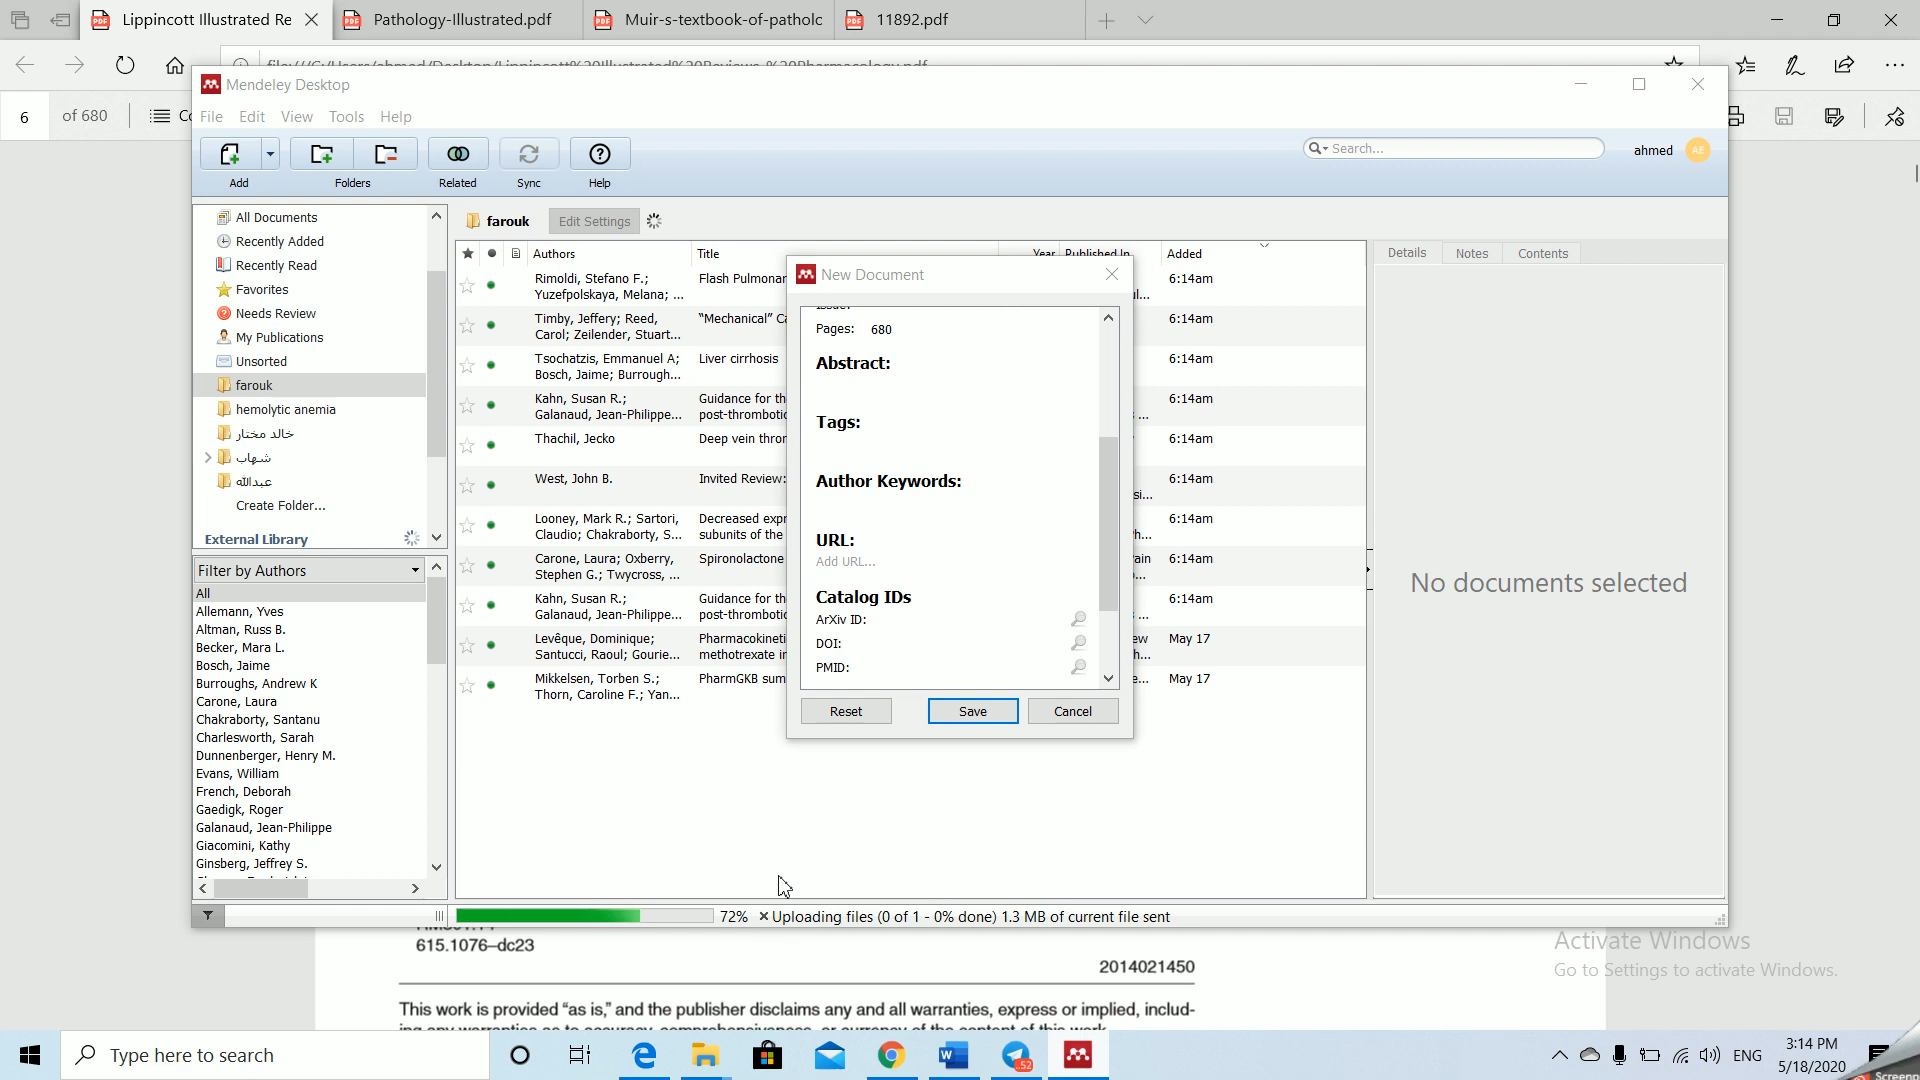 Lippincott Illustrated Re
Pathology-Illustrated.pdf
Muir-s-textbook-of-patholc
11892.pdf
6
of 680
Mendeley Desktop
File Edit View Tools Help
Search...
ahmed
AE
Add
Folders
Related
Sync
Help
All Documents
Recently Added
Recently Read
Favorites
Needs Review
My Publications
Unsorted
farouk
hemolytic anemia
خالد مختار
شهاب
عبدالله
Create Folder...
External Library
Filter by Authors
All
Allemann, Yves
Altman, Russ B.
Becker, Mara L.
Bosch, Jaime
Burroughs, Andrew K
Carone, Laura
Chakraborty, Santanu
Charlesworth, Sarah
Dunnenberger, Henry M.
Evans, William
French, Deborah
Gaedigk, Roger
Galanaud, Jean-Philippe
Giacomini, Kathy
Ginsberg, Jeffrey S.
farouk
Edit Settings
Authors Title Year Published In Added
Rimoldi, Stefano F.;
Yuzefpolskaya, Melana; ...
Flash Pulmonar
6:14am
Timby, Jeffery; Reed,
Carol; Zeilender, Stuart...
"Mechanical" Ca
6:14am
Tsochatzis, Emmanuel A;
Bosch, Jaime; Burrough...
Liver cirrhosis
6:14am
Kahn, Susan R.;
Galanaud, Jean-Philippe...
Guidance for th
post-thrombotic
6:14am
Thachil, Jecko
Deep vein thror
6:14am
West, John B.
Invited Review:
6:14am
Looney, Mark R.; Sartori,
Claudio; Chakraborty, S...
Decreased expr
subunits of the
6:14am
Carone, Laura; Oxberry,
Stephen G.; Twycross, ...
Spironolactone
6:14am
Kahn, Susan R.;
Galanaud, Jean-Philippe...
Guidance for th
post-thrombotic
6:14am
Levêque, Dominique;
Santucci, Raoul; Gourie...
Pharmacokineti
methotrexate in
May 17
Mikkelsen, Torben S.;
Thorn, Caroline F.; Yan...
PharmGKB sum
May 17
New Document
Pages: 680
Abstract:
Tags:
Author Keywords:
URL:
Add URL...
Catalog IDs
ArXiv ID:
DOI:
PMID:
Reset
Save
Cancel
Details
Notes
Contents
No documents selected
72%
Uploading files (0 of 1 - 0% done) 1.3 MB of current file sent
615.1076–dc23
2014021450
This work is provided “as is,” and the publisher disclaims any and all warranties, express or implied, includ-
Activate Windows
Go to Settings to activate Windows.
Type here to search
52
ENG
3:14 PM
5/18/2020